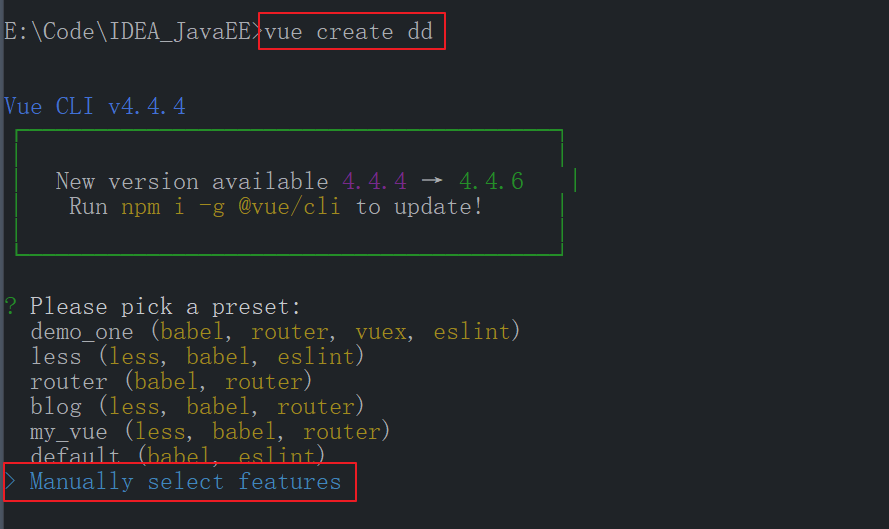 E:\Code\IDEA_JavaEE>vue create dd
Vue CLI v4.4.4
New version available 4.4.4 → 4.4.6
Run npm i -g @vue/cli to update!
? Please pick a preset:
demo_one (babel, router, vuex, eslint)
less (less, babel, eslint)
router (babel, router)
blog (less, babel, router)
my_vue (less, babel, router)
default (babel, eslint)
> Manually select features